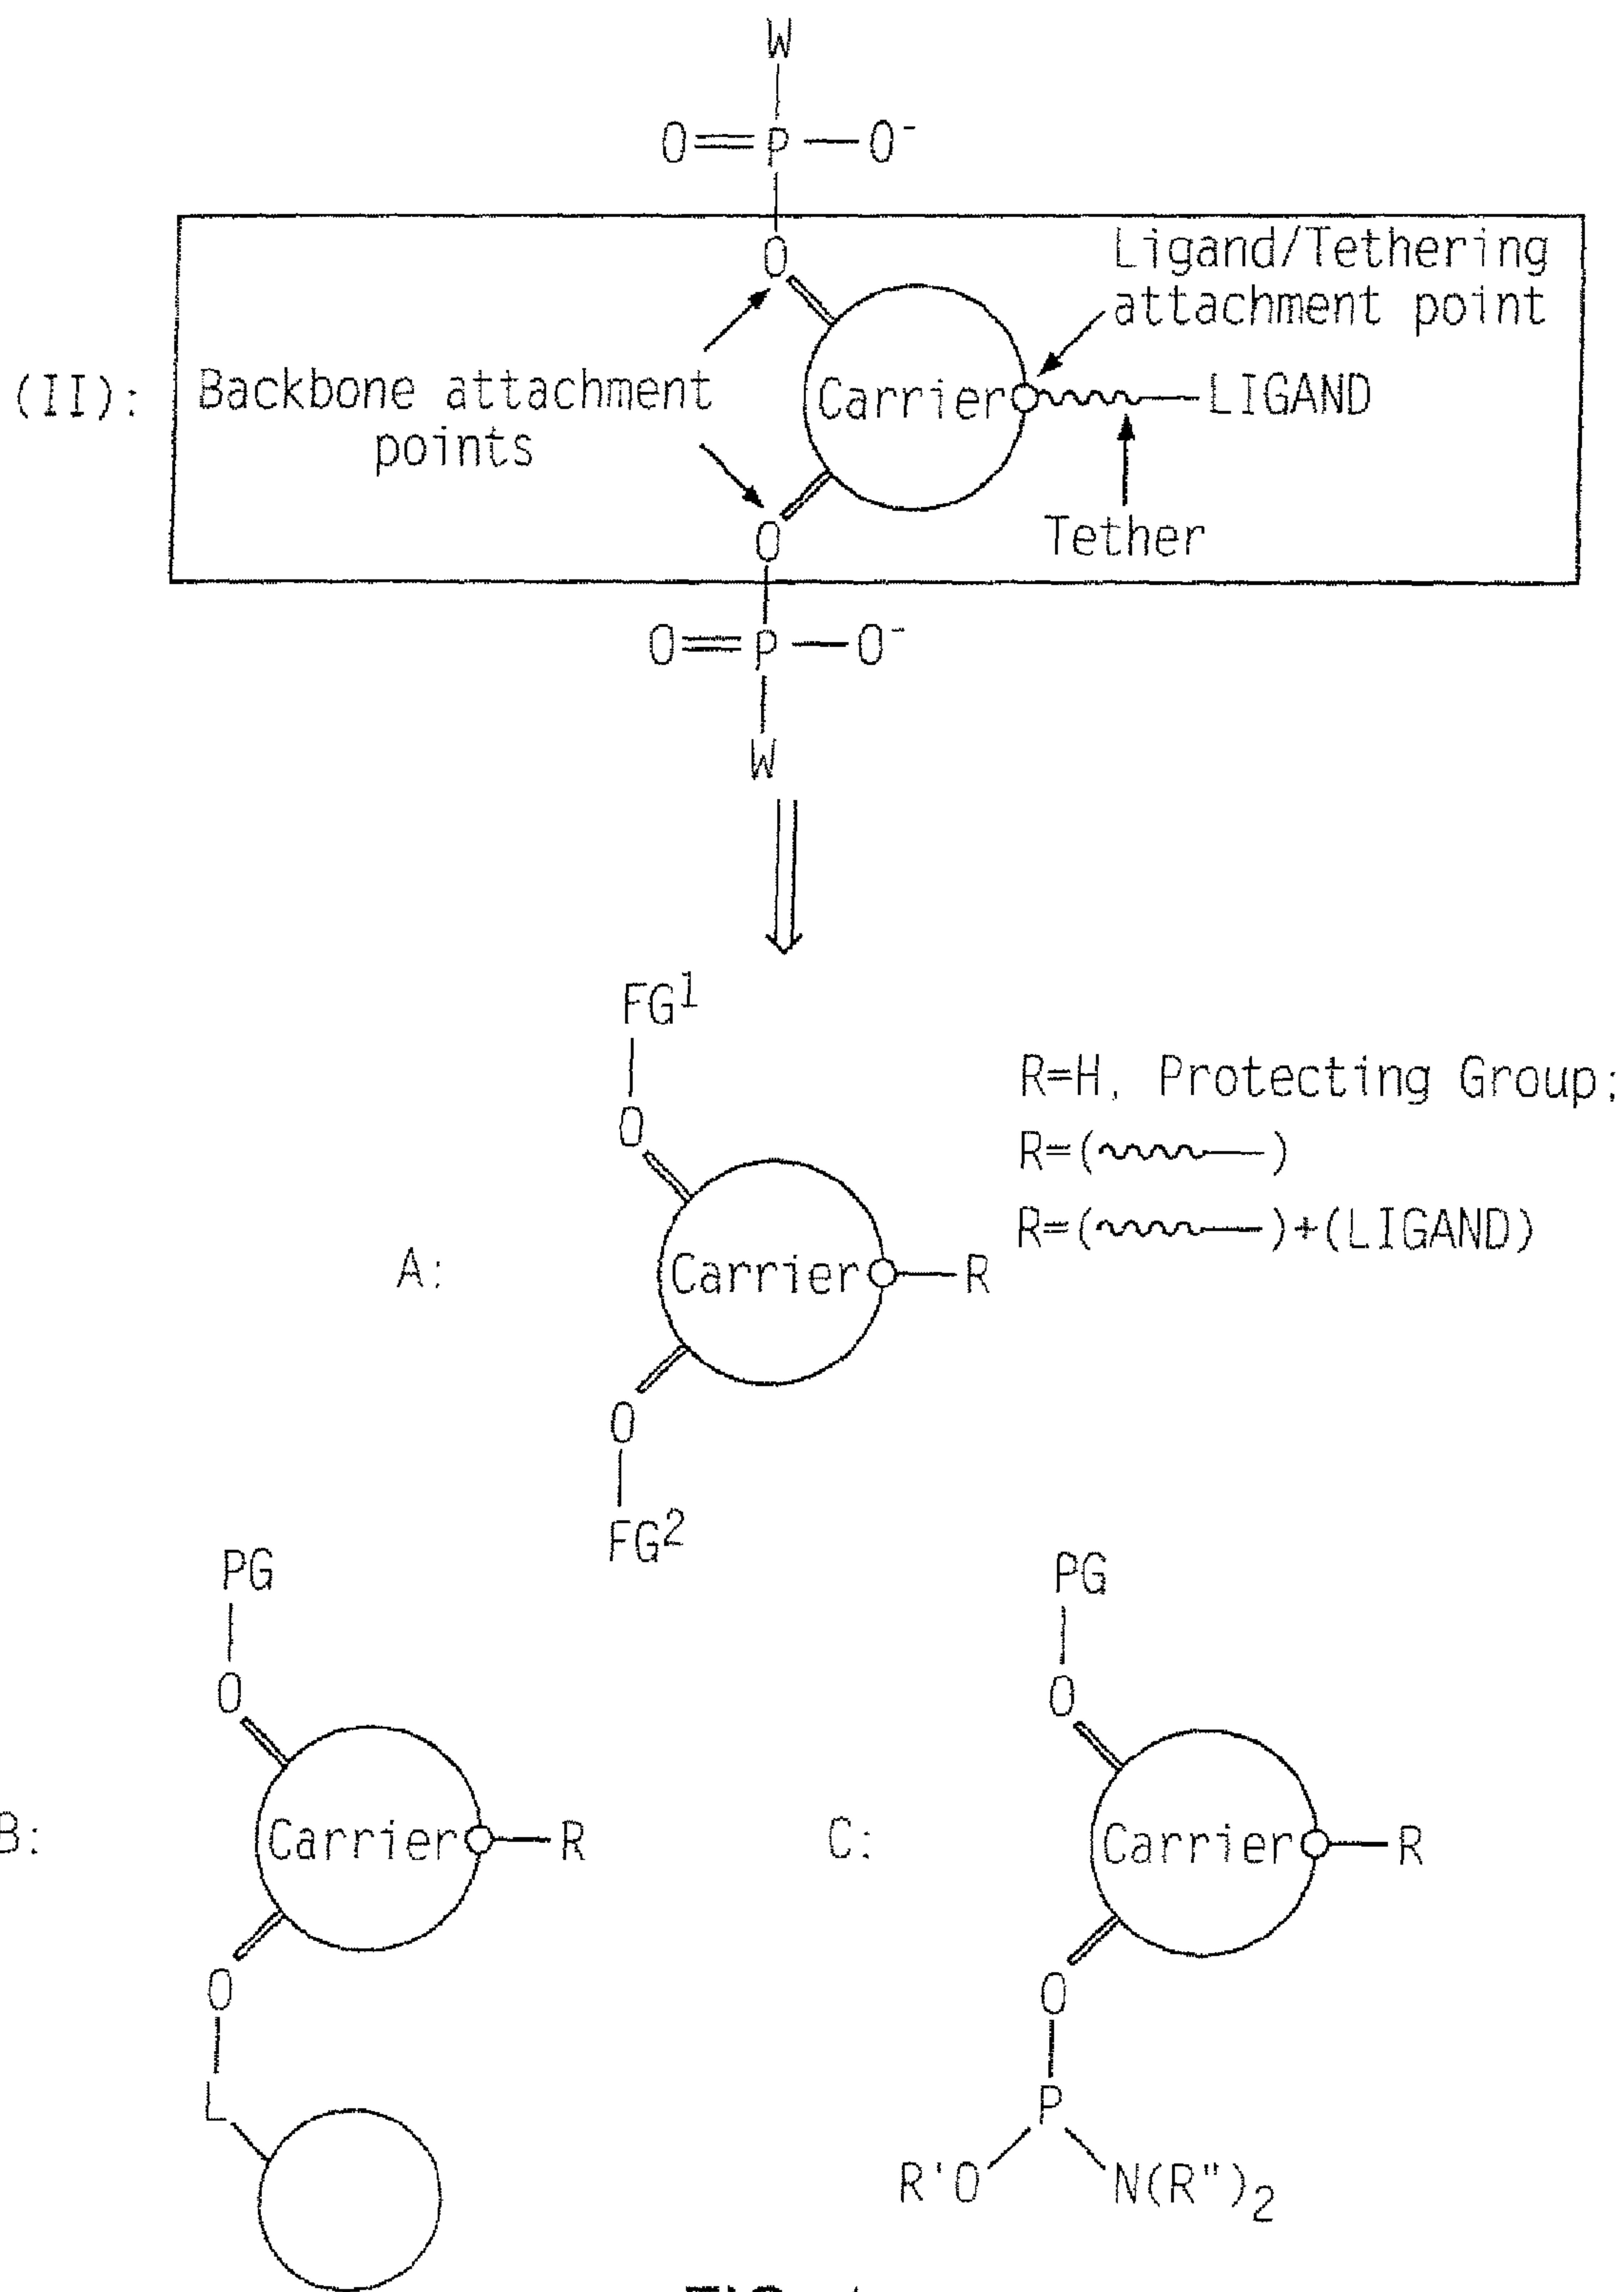 W
O=P—O⁻
O
Ligand/Tethering
attachment point
(II):
Backbone attachment
points
Carrier
LIGAND
Tether
O
O=P—O⁻
W
FG¹
O
R=H, Protecting Group;
R=( )
R=( )+(LIGAND)
A:
Carrier
R
O
FG²
PG
O
B:
Carrier
R
O
L
PG
O
C:
Carrier
R
O
P
R'O
N(R")₂